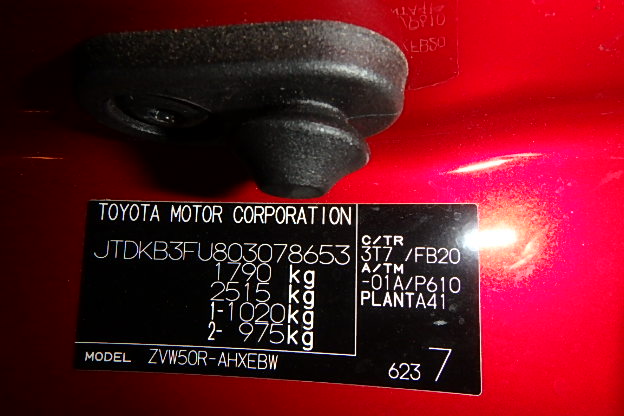 TOYOTA MOTOR CORPORATION
JTDKB3FU803078653
1790 kg
2515 kg
1-1020kg
2- 975kg
C/TR
3T7 /FB20
A/TM
-01A/P610
PLANTA41
MODEL ZVW50R-AHXEBW
623 7